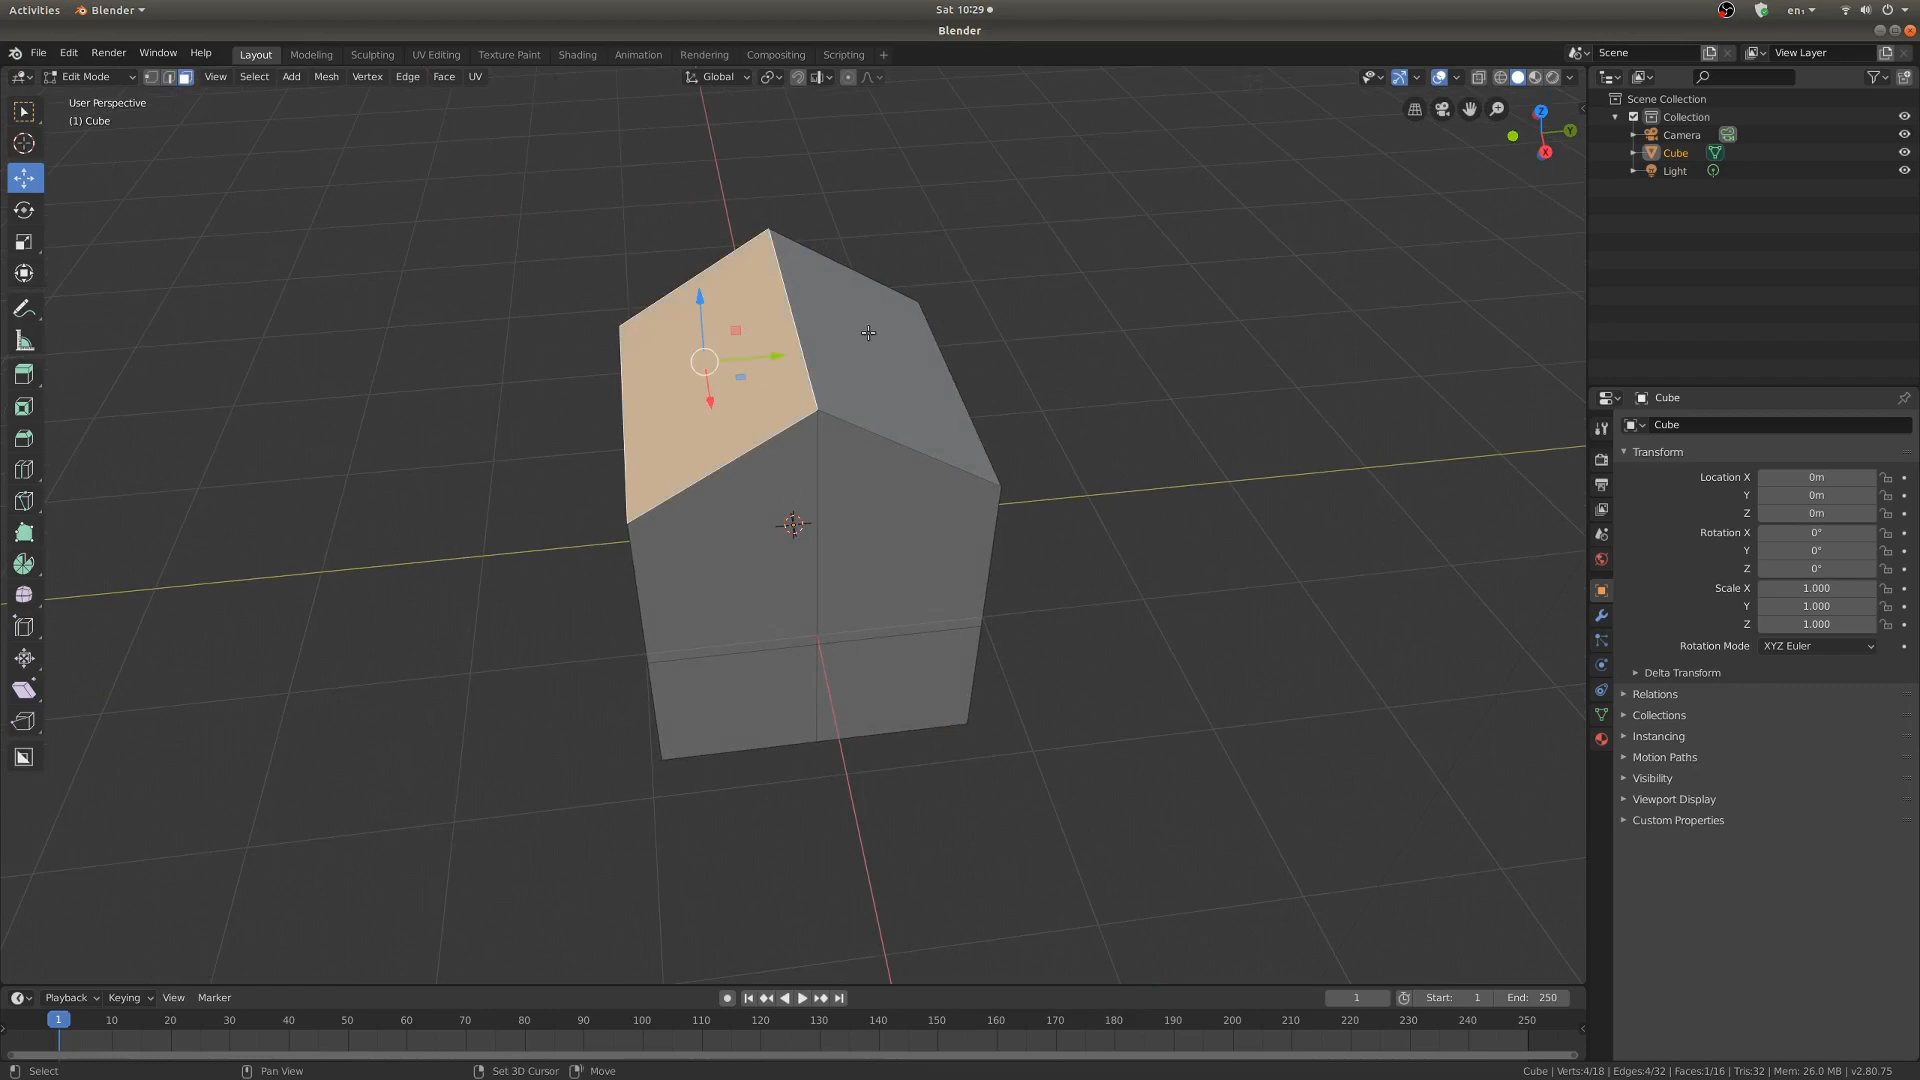 Activities Blender Sat 10:29 en₁
Blender
File Edit Render Window Help Layout Modeling Sculpting UV Editing Texture Paint Shading Animation Rendering Compositing Scripting + Scene View Layer
Edit Mode View Select Add Mesh Vertex Edge Face UV Global
User Perspective
(1) Cube
Z
Y
X
Scene Collection
Collection
Camera
Cube
Light
Cube
Cube
Transform
Location X 0m
Y 0m
Z 0m
Rotation X 0°
Y 0°
Z 0°
Scale X 1.000
Y 1.000
Z 1.000
Rotation Mode XYZ Euler
Delta Transform
Relations
Collections
Instancing
Motion Paths
Visibility
Viewport Display
Custom Properties
Playback Keying View Marker 1 Start: 1 End: 250
1 10 20 30 40 50 60 70 80 90 100 110 120 130 140 150 160 170 180 190 200 210 220 230 240 250
Select Pan View Set 3D Cursor Move Cube | Verts:4/18 | Edges:4/32 | Faces:1/16 | Tris:32 | Mem: 26.0 MB | v2.80.75